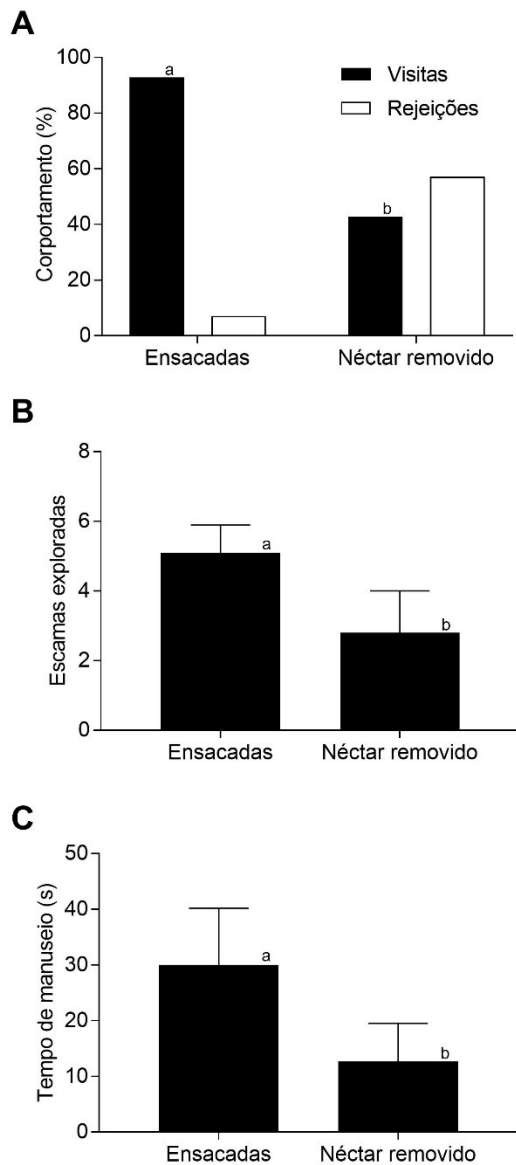 A
100
80
60
40
20
0
Corportamento (%)
a
b
Visitas
Rejeições
Ensacadas
Néctar removido
B
8
6
4
2
0
Escamas exploradas
a
b
Ensacadas
Néctar removido
C
50
40
30
20
10
0
Tempo de manuseio (s)
a
b
Ensacadas
Néctar removido